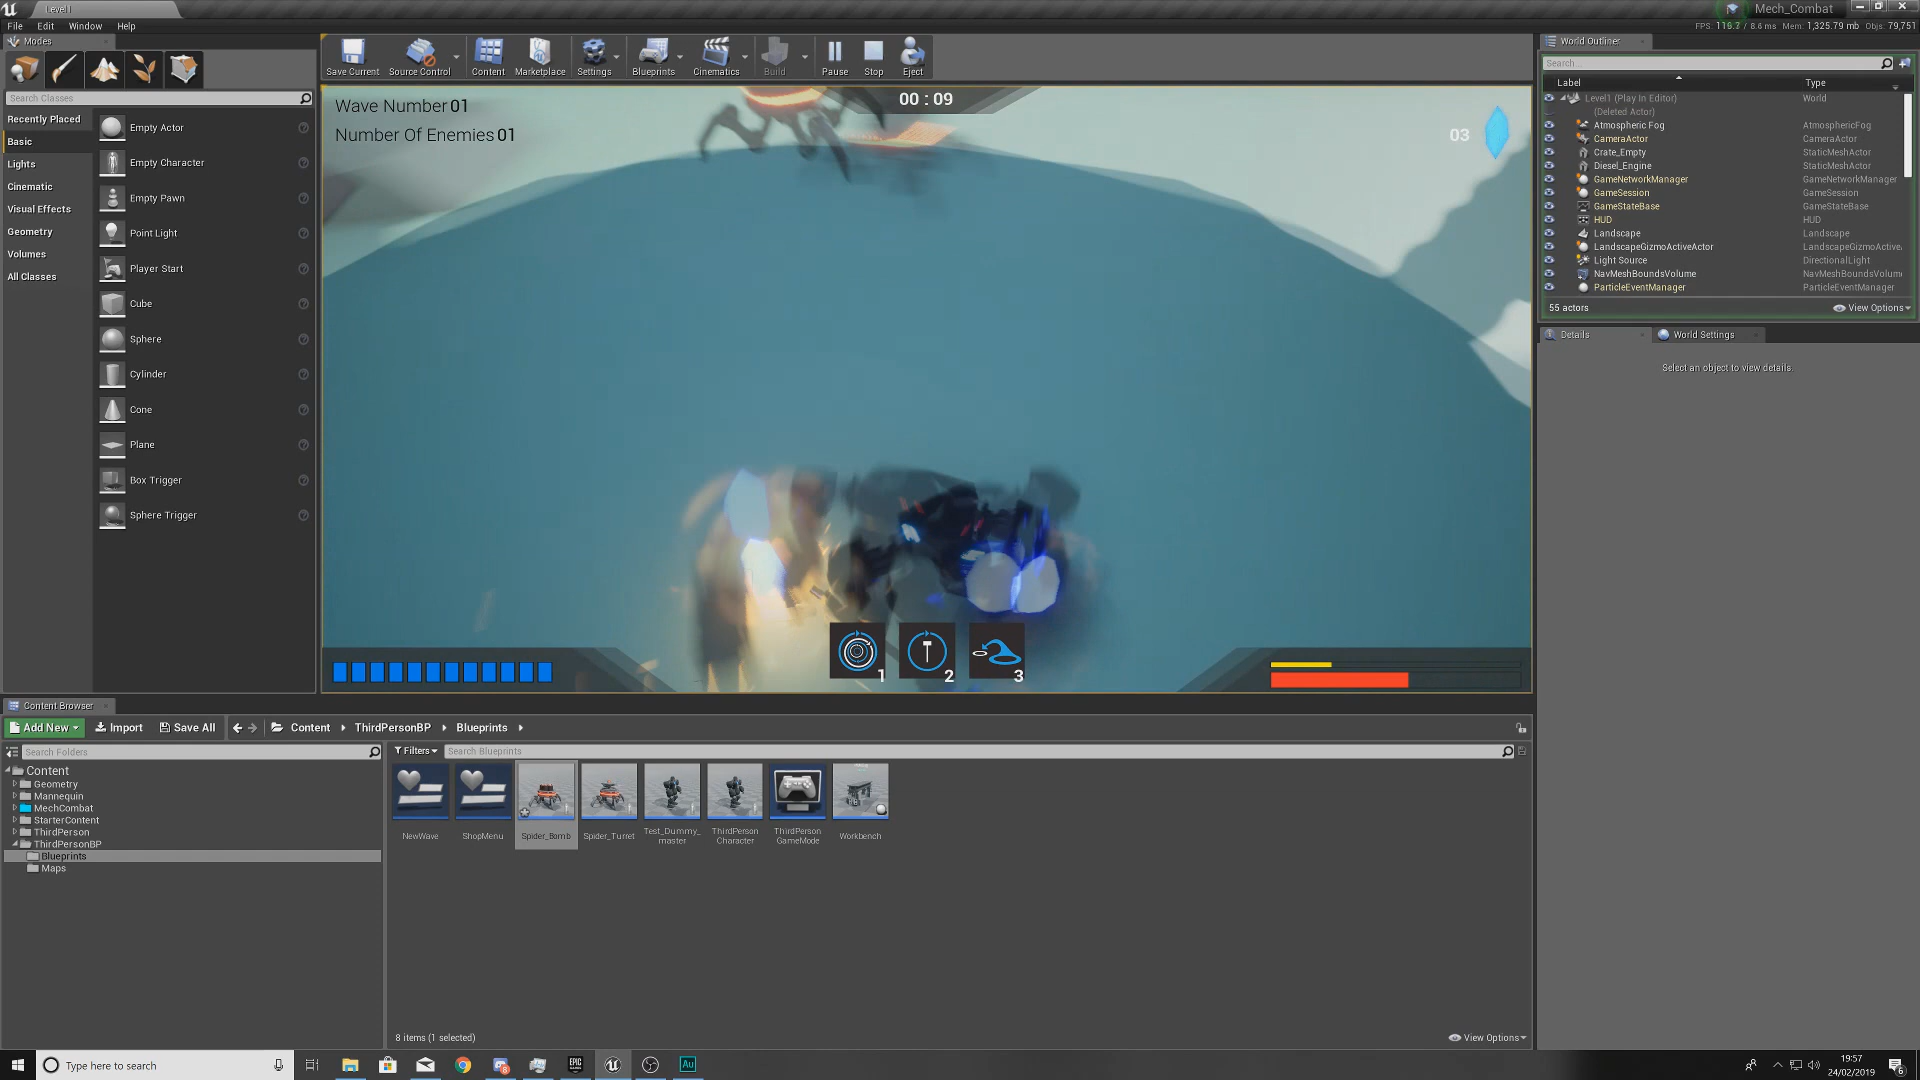 Level1
Mech_Combat
File Edit Window Help
FPS: 116.7 / 8.6 ms Mem: 1,325.79 mb Objs: 79,751
Modes
Search Classes
Recently Placed
Basic
Lights
Cinematic
Visual Effects
Geometry
Volumes
All Classes
Empty Actor
Empty Character
Empty Pawn
Point Light
Player Start
Cube
Sphere
Cylinder
Cone
Plane
Box Trigger
Sphere Trigger
Save Current
Source Control
Content
Marketplace
Settings
Blueprints
Cinematics
Build
Pause
Stop
Eject
Wave Number 01
Number Of Enemies 01
00 : 09
03
1
2
3
World Outliner
Search...
Label Type
Level1 (Play In Editor) World
(Deleted Actor)
Atmospheric Fog AtmosphericFog
CameraActor CameraActor
Crate_Empty StaticMeshActor
Diesel_Engine StaticMeshActor
GameNetworkManager GameNetworkManager
GameSession GameSession
GameStateBase GameStateBase
HUD HUD
Landscape Landscape
LandscapeGizmoActiveActor LandscapeGizmoActive
Light Source DirectionalLight
NavMeshBoundsVolume NavMeshBoundsVolum
ParticleEventManager ParticleEventManager
55 actors View Options
Details World Settings
Select an object to view details.
Content Browser
Add New Import Save All Content ThirdPersonBP Blueprints
Search Folders
Content
Geometry
Mannequin
MechCombat
StarterContent
ThirdPerson
ThirdPersonBP
Blueprints
Maps
Filters Search Blueprints
NewWave
ShopMenu
Spider_Bomb
Spider_Turret
Test_Dummy_
master
ThirdPerson
Character
ThirdPerson
GameMode
Workbench
8 items (1 selected)
View Options
Type here to search
EPIC
Au
19:57
24/02/2019
6